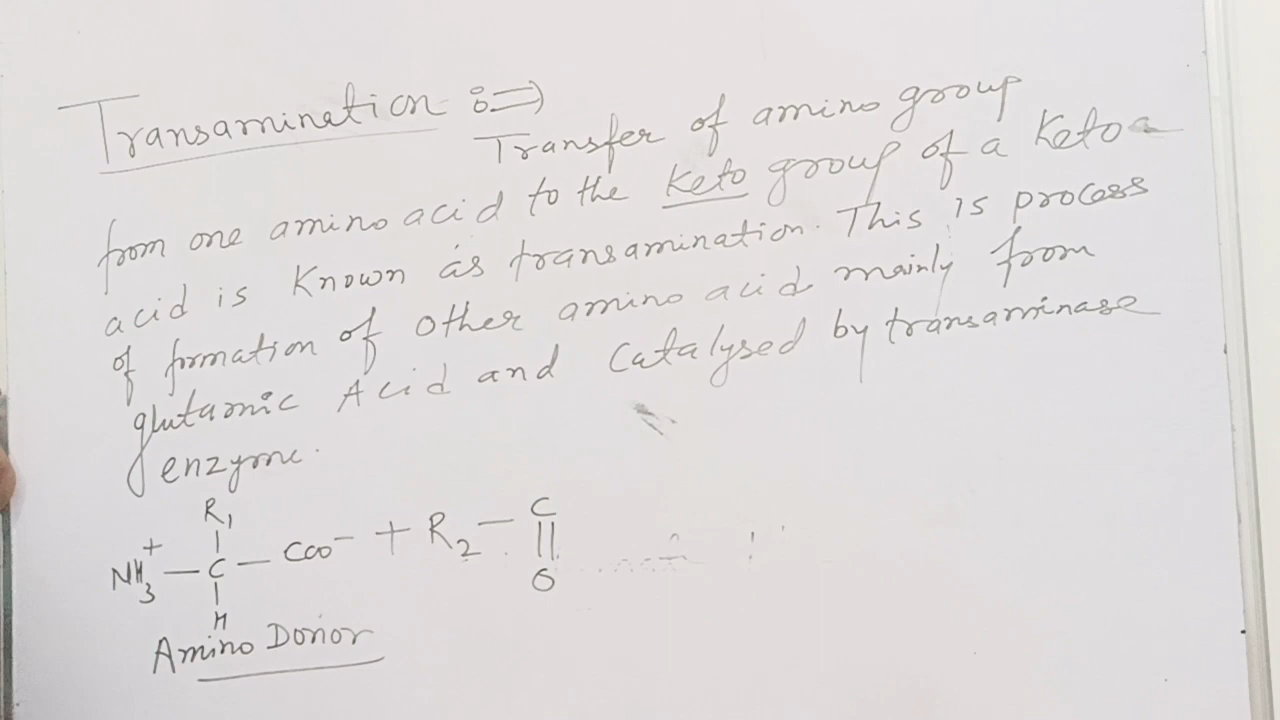 Transamination :⇒
Transfer of amino group
from one amino acid to the Keto group of a Keto
acid is Known as transamination. This is process
of formation of other amino acid mainly from
glutamic Acid and Catalysed by transaminase
enzyme.
R1
NH3+ — C — COO- + R2 — C
H O
Amino Donor